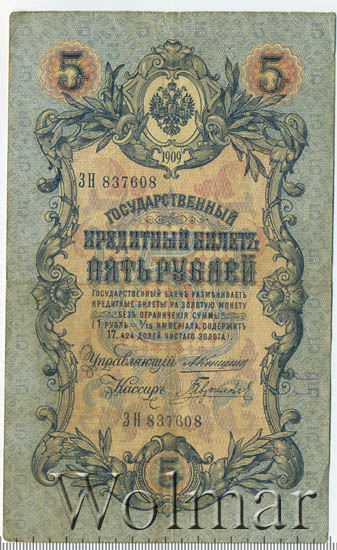 5 5
1909
ЗН 837608
ГОСУДАРСТВЕННЫЙ
КРЕДИТНЫЙ БИЛЕТЪ
ПЯТЬ РУБЛЕЙ
ГОСУДАРСТВЕННЫЙ БАНКЪ РАЗМѢНИВАЕТЪ
КРЕДИТНЫЕ БИЛЕТЫ НА ЗОЛОТУЮ МОНЕТУ
БЕЗЪ ОГРАНИЧЕНІЯ СУММЫ
(1 РУБЛЬ = 1/15 ИМПЕРІАЛА, СОДЕРЖИТЪ
17,424 ДОЛЕЙ ЧИСТАГО ЗОЛОТА)
Управляющій
Кассиръ
ЗН 837608
5
Wolmar